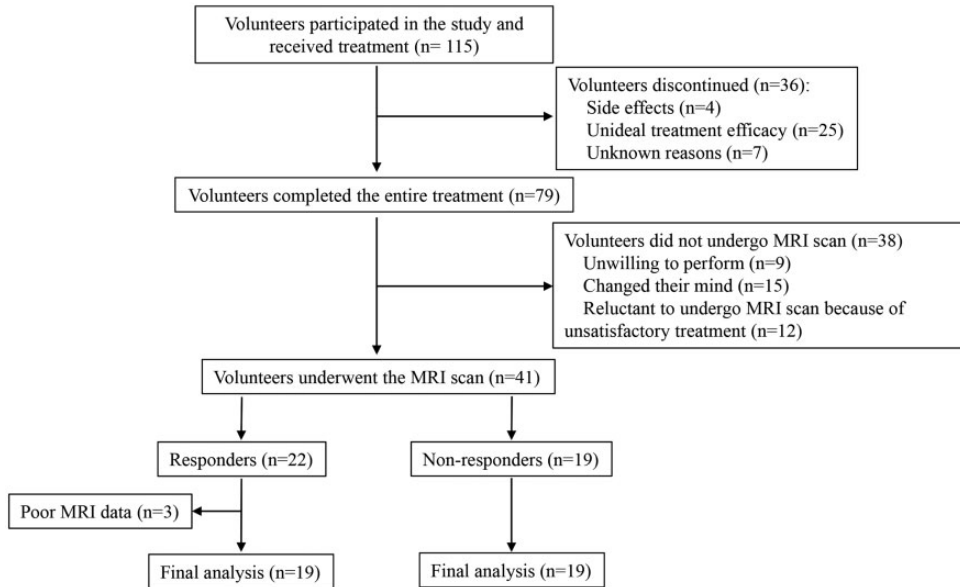 Volunteers participated in the study and
received treatment (n= 115)
Volunteers discontinued (n=36):
Side effects (n=4)
Unideal treatment efficacy (n=25)
Unknown reasons (n=7)
Volunteers completed the entire treatment (n=79)
Volunteers did not undergo MRI scan (n=38)
Unwilling to perform (n=9)
Changed their mind (n=15)
Reluctant to undergo MRI scan because of
unsatisfactory treatment (n=12)
Volunteers underwent the MRI scan (n=41)
Responders (n=22)
Non-responders (n=19)
Poor MRI data (n=3)
Final analysis (n=19)
Final analysis (n=19)